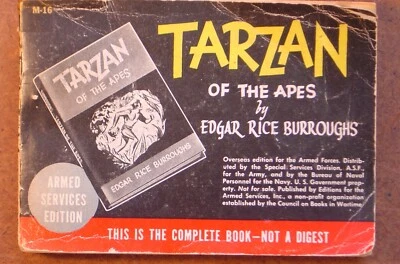 M-16
TARZAN
OF THE APES
by
EDGAR RICE BURROUGHS
TARZAN
OF THE APES
EDGAR RICE BURROUGHS
Overseas edition for the Armed Forces. Distrib-
uted by the Special Services Division, A.S.F.,
for the Army, and by the Bureau of Naval
Personnel for the Navy. U. S. Government prop-
erty. Not for sale. Published by Editions for the
Armed Services, Inc., a non-profit organization
established by the Council on Books in Wartime
ARMED
SERVICES
EDITION
THIS IS THE COMPLETE BOOK—NOT A DIGEST